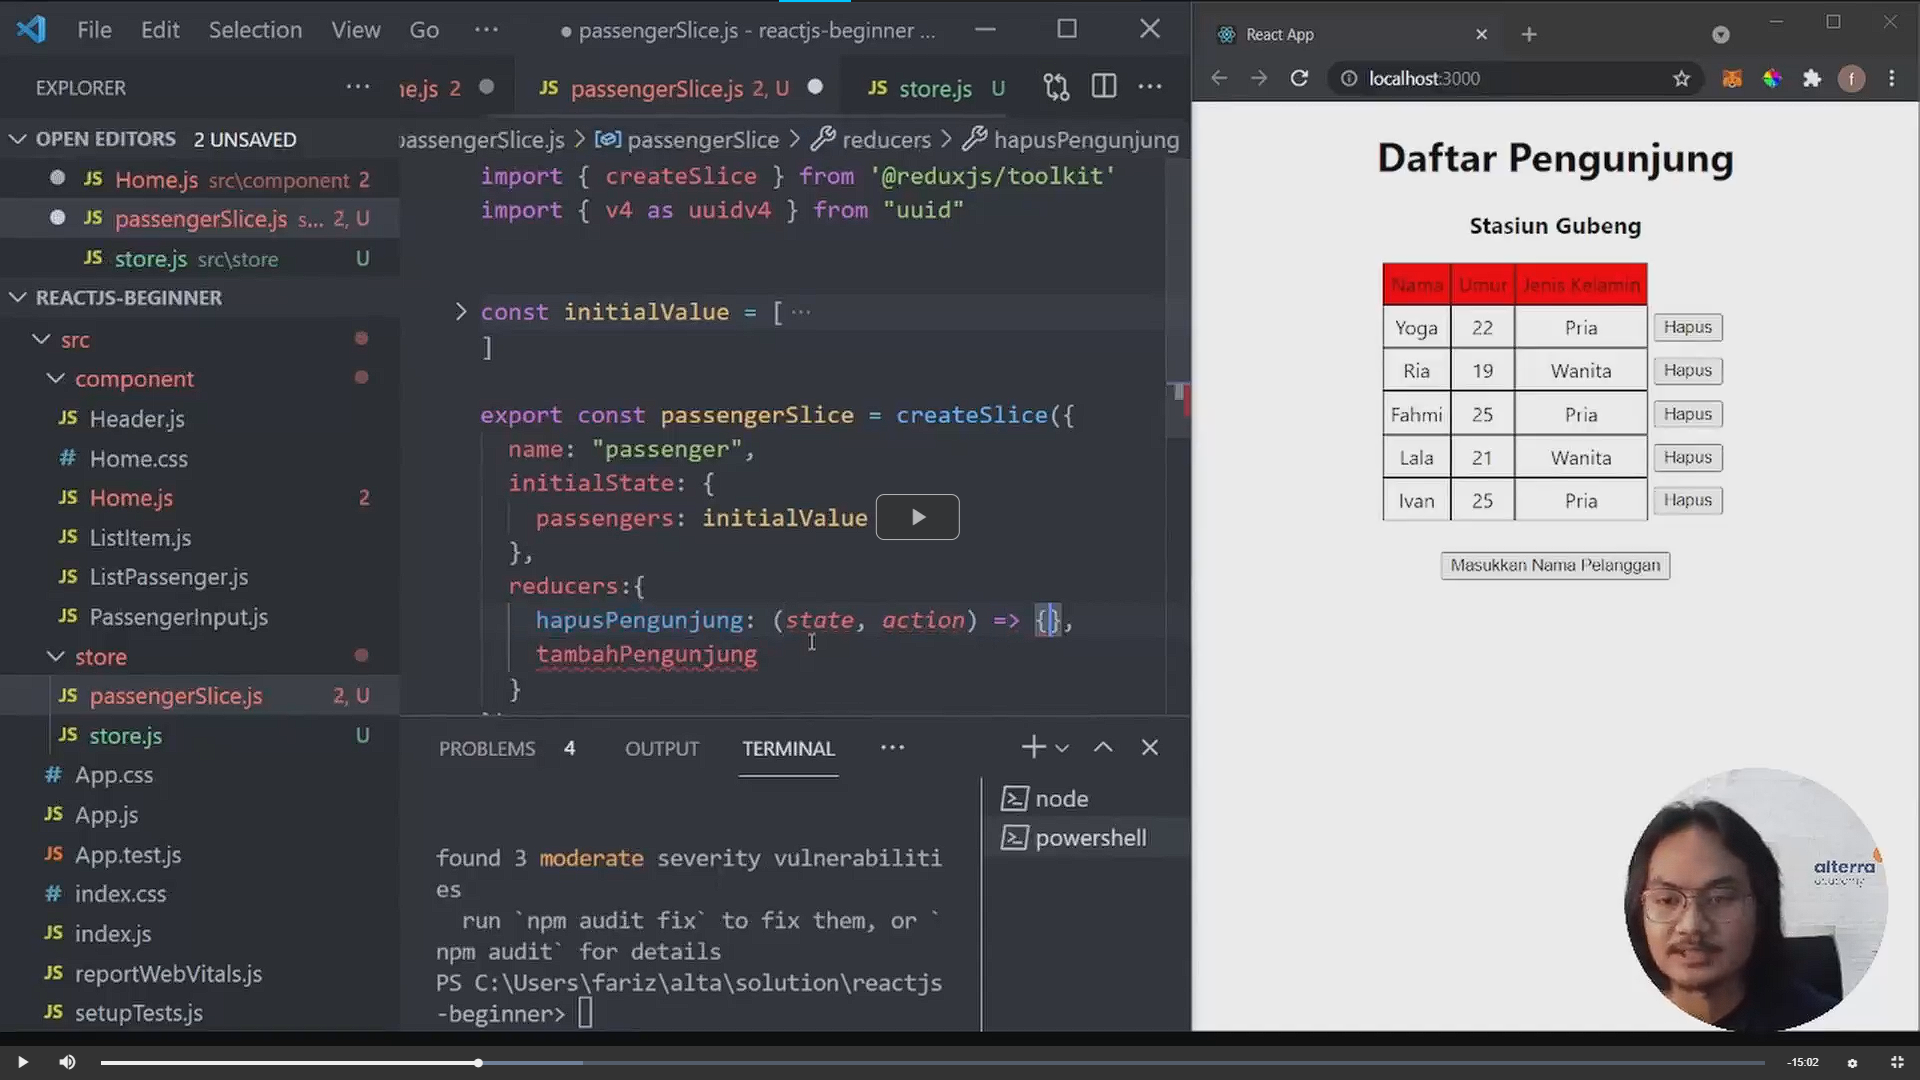 File Edit Selection View Go ··· ● passengerSlice.js - reactjs-beginner ...
EXPLORER ···
OPEN EDITORS 2 UNSAVED
JS Home.js src\component 2
JS passengerSlice.js s... 2, U
JS store.js src\store U
REACTJS-BEGINNER
src
component
JS Header.js
# Home.css
JS Home.js 2
JS ListItem.js
JS ListPassenger.js
JS PassengerInput.js
store
JS passengerSlice.js 2, U
JS store.js U
# App.css
JS App.js
JS App.test.js
# index.css
JS index.js
JS reportWebVitals.js
JS setupTests.js
ne.js 2 JS passengerSlice.js 2, U JS store.js U ···
passengerSlice.js > passengerSlice > reducers > hapusPengunjung
import { createSlice } from '@reduxjs/toolkit'
import { v4 as uuidv4 } from "uuid"
const initialValue = [ ···
]
export const passengerSlice = createSlice({
name: "passenger",
initialState: {
passengers: initialValue
},
reducers:{
hapusPengunjung: (state, action) => {},
tambahPengunjung
}
PROBLEMS 4 OUTPUT TERMINAL ···
found 3 moderate severity vulnerabiliti
es
run `npm audit fix` to fix them, or `
npm audit` for details
PS C:\Users\fariz\alta\solution\reactjs
-beginner>
node
powershell
React App
localhost:3000
f
Daftar Pengunjung
Stasiun Gubeng
Nama Umur Jenis Kelamin
Yoga 22 Pria Hapus
Ria 19 Wanita Hapus
Fahmi 25 Pria Hapus
Lala 21 Wanita Hapus
Ivan 25 Pria Hapus
Masukkan Nama Pelanggan
alterra
academy
-15:02